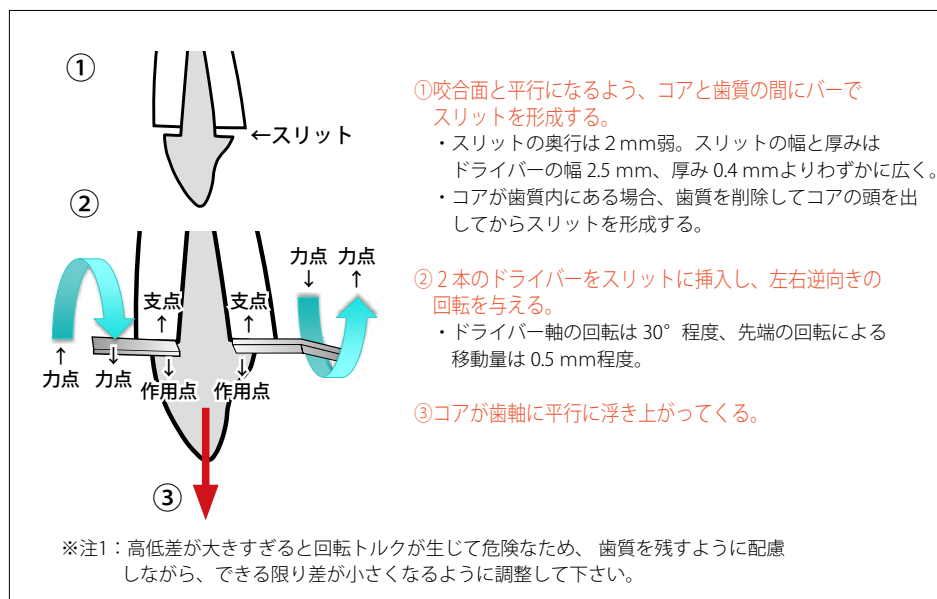 ①
←スリット
①咬合面と平行になるよう、コアと歯質の間にバーで
スリットを形成する。
・スリットの奥行は2mm弱。スリットの幅と厚みは
ドライバーの幅 2.5 mm、厚み 0.4 mmよりわずかに広く。
・コアが歯質内にある場合、歯質を削除してコアの頭を出
してからスリットを形成する。
②
力点 力点
↓ ↑
支点 支点
↑ ↑
↑ ↓ ↓ ↓
力点 力点 作用点 作用点
②2本のドライバーをスリットに挿入し、左右逆向きの
回転を与える。
・ドライバー軸の回転は 30°程度、先端の回転による
移動量は 0.5 mm程度。
③コアが歯軸に平行に浮き上がってくる。
③
※注1：高低差が大きすぎると回転トルクが生じて危険なため、 歯質を残すように配慮
しながら、できる限り差が小さくなるように調整して下さい。